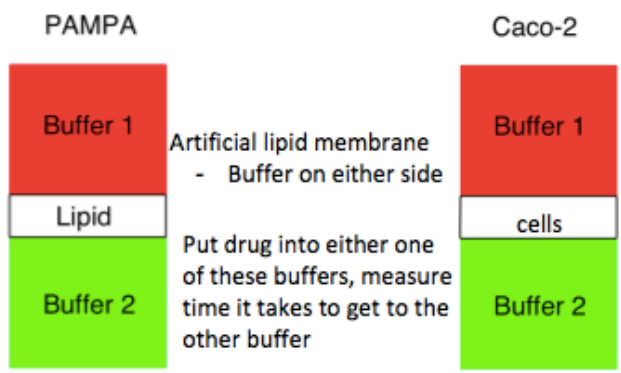 PAMPA
Caco-2
Buffer 1
Artificial lipid membrane
- Buffer on either side
Buffer 1
Lipid
cells
Put drug into either one
of these buffers, measure
time it takes to get to the
other buffer
Buffer 2
Buffer 2